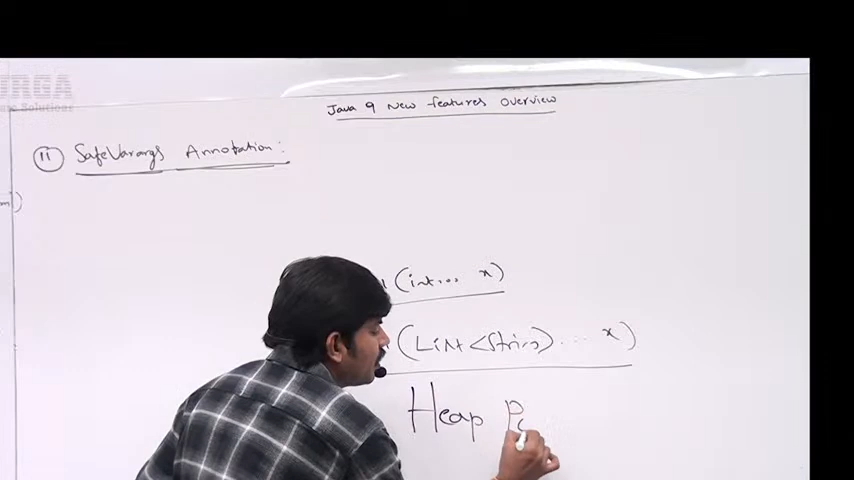 Java 9 New features Overview
11 SafeVarargs Annotation:
(int... x)
(List<String>... x)
Heap